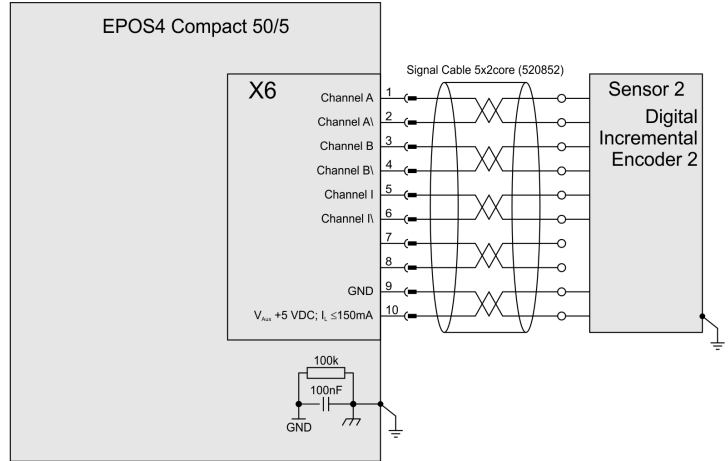 EPOS4 Compact 50/5
Signal Cable 5x2core (520852)
X6
Sensor 2
Digital
Incremental
Encoder 2
Channel A 1
Channel A\ 2
Channel B 3
Channel B\ 4
Channel I 5
Channel I\ 6
7
8
GND 9
VAux +5 VDC; IL ≤150mA 10
100k
100nF
GND